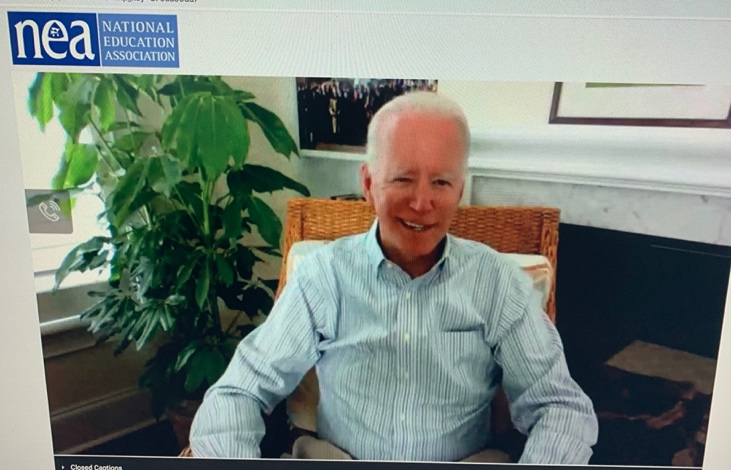 nea
NATIONAL
EDUCATION
ASSOCIATION
Closed Captions